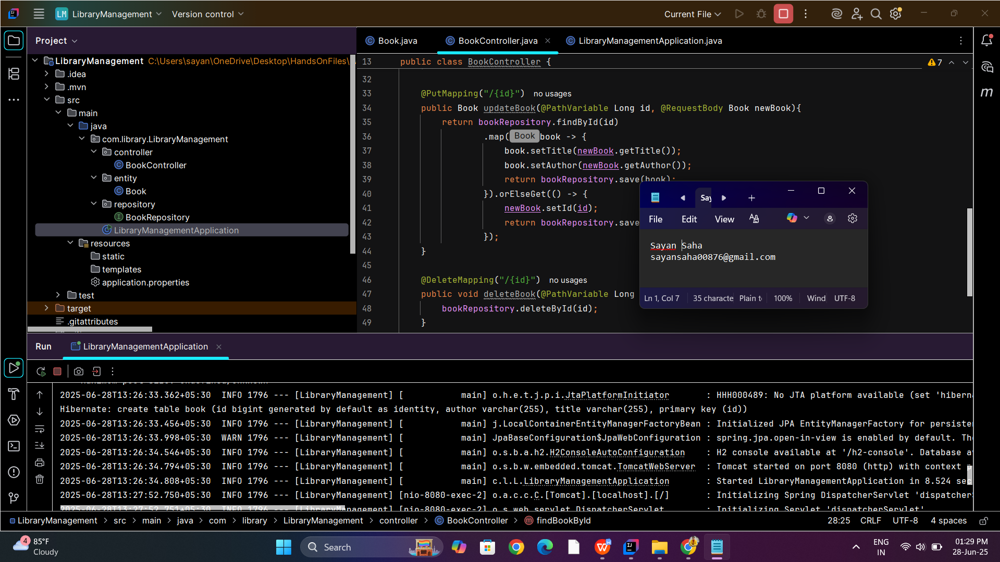 LM LibraryManagement Version control Current File
Project
Book.java BookController.java LibraryManagementApplication.java
LibraryManagement C:\Users\sayan\OneDrive\Desktop\HandsOnFiles\
.idea
.mvn
src
main
java
com.library.LibraryManagement
controller
BookController
entity
Book
repository
BookRepository
LibraryManagementApplication
resources
static
templates
application.properties
test
target
.gitattributes
13 public class BookController { 7
32
33 @PutMapping("/{id}") no usages
34 public Book updateBook(@PathVariable Long id, @RequestBody Book newBook){
35 return bookRepository.findById(id)
36 .map( Book book -> {
37 book.setTitle(newBook.getTitle());
38 book.setAuthor(newBook.getAuthor());
39 return bookRepository.save(book);
40 }).orElseGet(() -> {
41 newBook.setId(id);
42 return bookRepository.save
43 });
44 }
45
46 @DeleteMapping("/{id}") no usages
47 public void deleteBook(@PathVariable Long
48 bookRepository.deleteById(id);
49 }
Say
File Edit View
Sayan Saha
sayansaha00876@gmail.com
Ln 1, Col 7 35 characte Plain t 100% Wind UTF-8
Run LibraryManagementApplication
2025-06-28T13:26:33.362+05:30 INFO 1796 --- [LibraryManagement] [ main] o.h.e.t.j.p.i.JtaPlatformInitiator : HHH000489: No JTA platform available (set 'hibern
Hibernate: create table book (id bigint generated by default as identity, author varchar(255), title varchar(255), primary key (id))
2025-06-28T13:26:33.456+05:30 INFO 1796 --- [LibraryManagement] [ main] j.LocalContainerEntityManagerFactoryBean : Initialized JPA EntityManagerFactory for persiste
2025-06-28T13:26:33.998+05:30 WARN 1796 --- [LibraryManagement] [ main] JpaBaseConfiguration$JpaWebConfiguration : spring.jpa.open-in-view is enabled by default. The
2025-06-28T13:26:34.546+05:30 INFO 1796 --- [LibraryManagement] [ main] o.s.b.a.h2.H2ConsoleAutoConfiguration : H2 console available at '/h2-console'. Database a
2025-06-28T13:26:34.794+05:30 INFO 1796 --- [LibraryManagement] [ main] o.s.b.w.embedded.tomcat.TomcatWebServer : Tomcat started on port 8080 (http) with context p
2025-06-28T13:26:34.808+05:30 INFO 1796 --- [LibraryManagement] [ main] c.l.L.LibraryManagementApplication : Started LibraryManagementApplication in 8.524 sec
2025-06-28T13:27:52.750+05:30 INFO 1796 --- [LibraryManagement] [nio-8080-exec-2] o.a.c.c.C.[Tomcat].[localhost].[/] : Initializing Spring DispatcherServlet 'dispatcher
2025-06-28T13:27:52.751+05:30 INFO 1796 --- [LibraryManagement] [nio-8080-exec-2] o.s.web.servlet.DispatcherServlet : Initializing Servlet 'dispatcherServlet'
LibraryManagement > src > main > java > com > library > LibraryManagement > controller > BookController > findBookById 28:25 CRLF UTF-8 4 spaces
4 85°F
Cloudy
Search
ENG
IN
01:29 PM
28-Jun-25